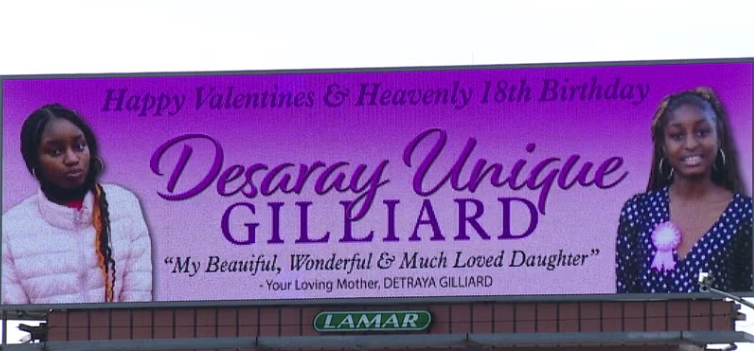 Happy Valentines & Heavenly 18th Birthday
Desaray Unique
GILLIARD
"My Beauiful, Wonderful & Much Loved Daughter"
- Your Loving Mother, DETRAYA GILLIARD
LAMAR